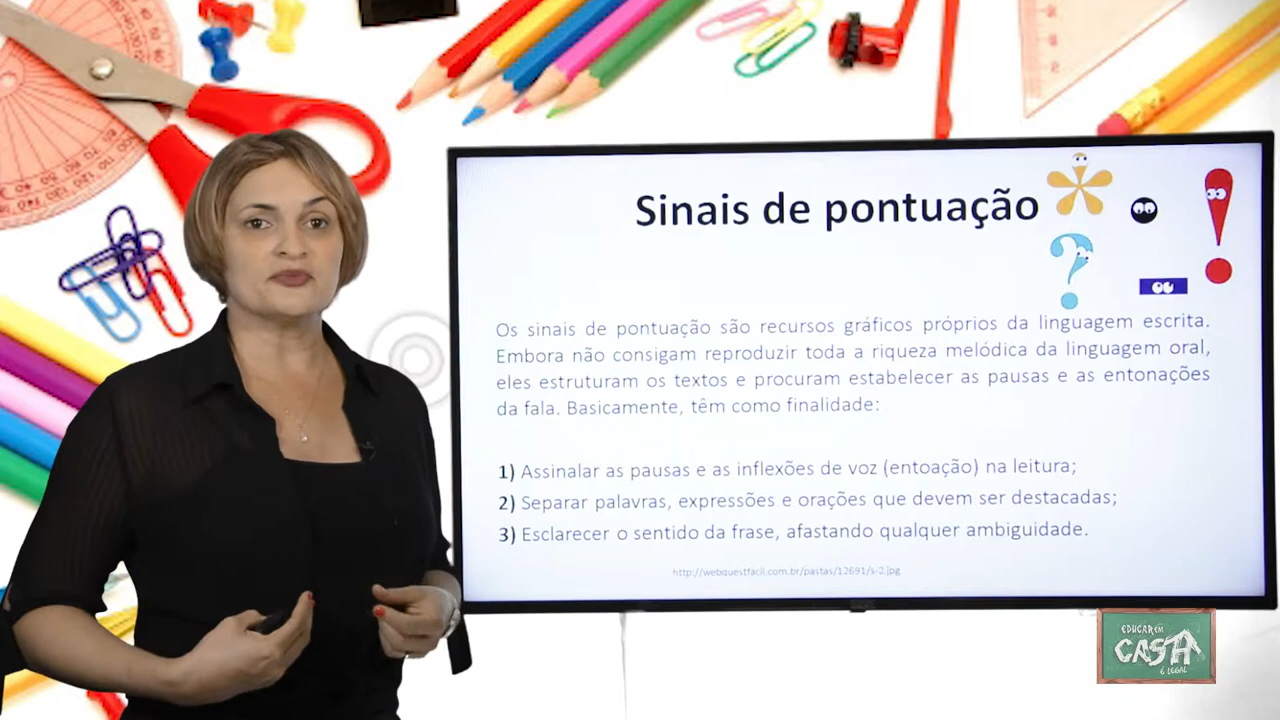 Sinais de pontuação
Os sinais de pontuação são recursos gráficos próprios da linguagem escrita.
Embora não consigam reproduzir toda a riqueza melódica da linguagem oral,
eles estruturam os textos e procuram estabelecer as pausas e as entonações
da fala. Basicamente, têm como finalidade:
1) Assinalar as pausas e as inflexões de voz (entoação) na leitura;
2) Separar palavras, expressões e orações que devem ser destacadas;
3) Esclarecer o sentido da frase, afastando qualquer ambiguidade.
http://webquestfacil.com.br/pastas/12691/s-2.jpg
EDUCAR EM
CASA
É LEGAL